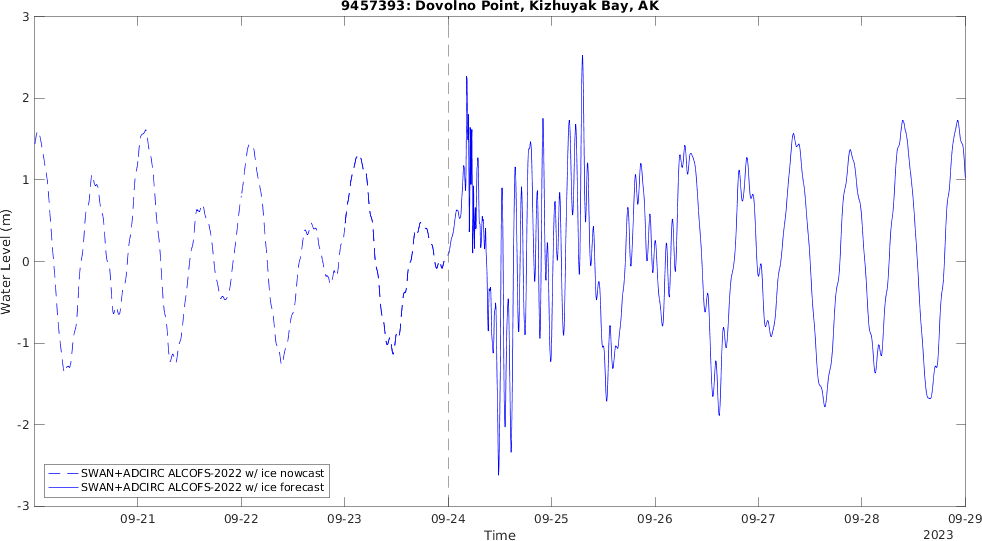 9457393: Dovolno Point, Kizhuyak Bay, AK
Water Level (m)
3
2
1
0
-1
-2
-3
SWAN+ADCIRC ALCOFS-2022 w/ ice nowcast
SWAN+ADCIRC ALCOFS-2022 w/ ice forecast
09-21 09-22 09-23 09-24 09-25 09-26 09-27 09-28 09-29
Time
2023